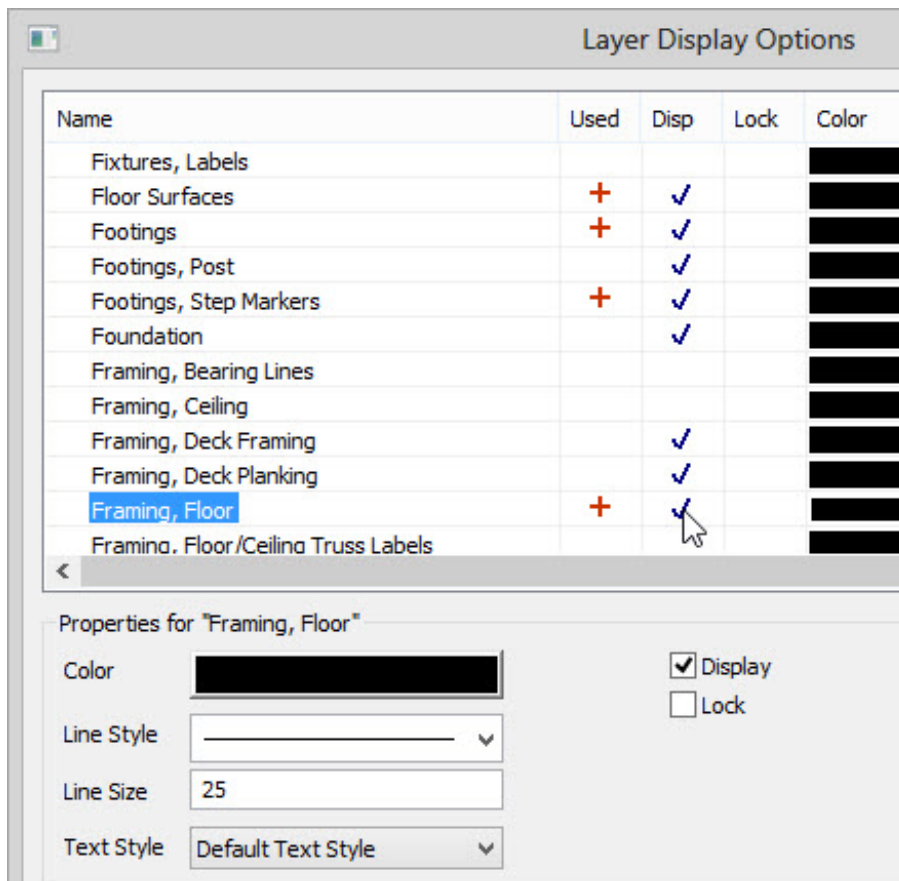 Layer Display Options
Name Used Disp Lock Color
Fixtures, Labels
Floor Surfaces
Footings
Footings, Post
Footings, Step Markers
Foundation
Framing, Bearing Lines
Framing, Ceiling
Framing, Deck Framing
Framing, Deck Planking
Framing, Floor
Framing, Floor/Ceiling Truss Labels
Properties for "Framing, Floor"
Color
Display
Lock
Line Style
Line Size 25
Text Style Default Text Style